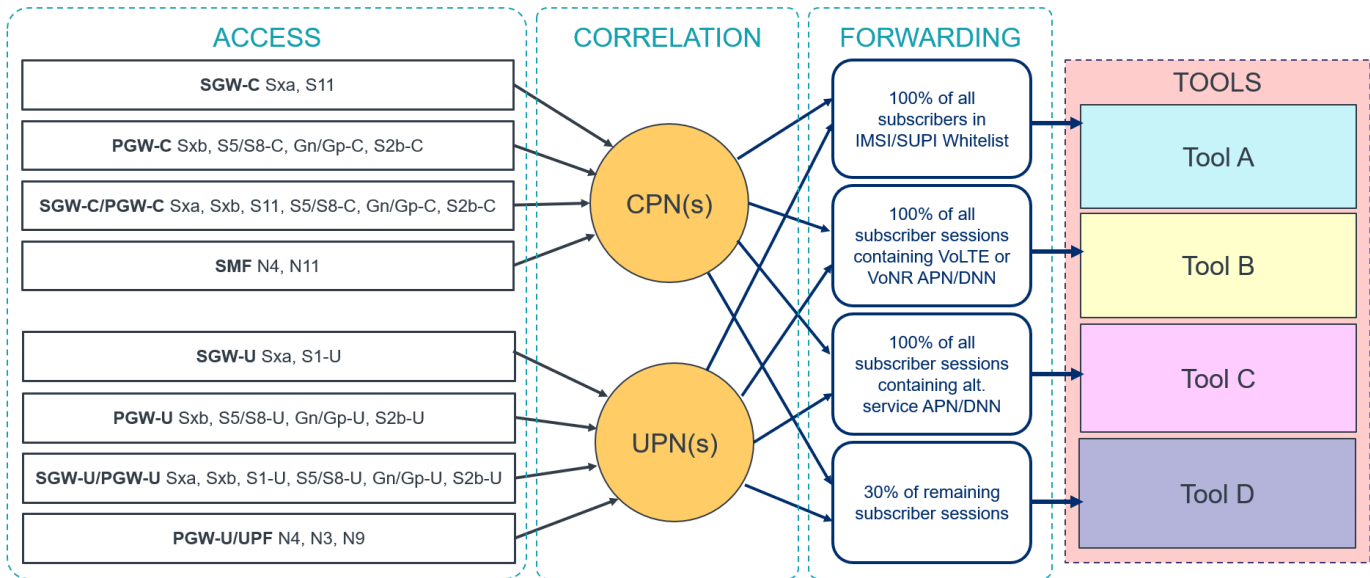 ACCESS
SGW-C Sxa, S11
PGW-C Sxb, S5/S8-C, Gn/Gp-C, S2b-C
SGW-C/PGW-C Sxa, Sxb, S11, S5/S8-C, Gn/Gp-C, S2b-C
SMF N4, N11
SGW-U Sxa, S1-U
PGW-U Sxb, S5/S8-U, Gn/Gp-U, S2b-U
SGW-U/PGW-U Sxa, Sxb, S1-U, S5/S8-U, Gn/Gp-U, S2b-U
PGW-U/UPF N4, N3, N9
CORRELATION
CPN(s)
UPN(s)
FORWARDING
100% of all
subscribers in
IMSI/SUPI Whitelist
100% of all
subscriber sessions
containing VoLTE or
VoNR APN/DNN
100% of all
subscriber sessions
containing alt.
service APN/DNN
30% of remaining
subscriber sessions
TOOLS
Tool A
Tool B
Tool C
Tool D